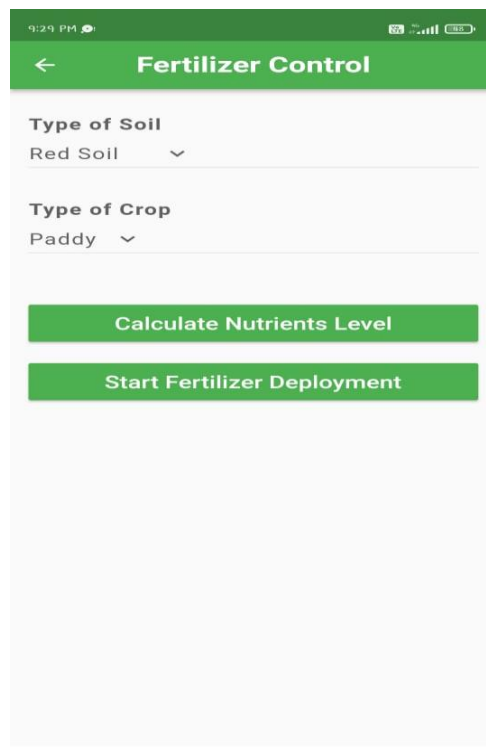 9:29 PM
Fertilizer Control
Type of Soil
Red Soil
Type of Crop
Paddy
Calculate Nutrients Level
Start Fertilizer Deployment